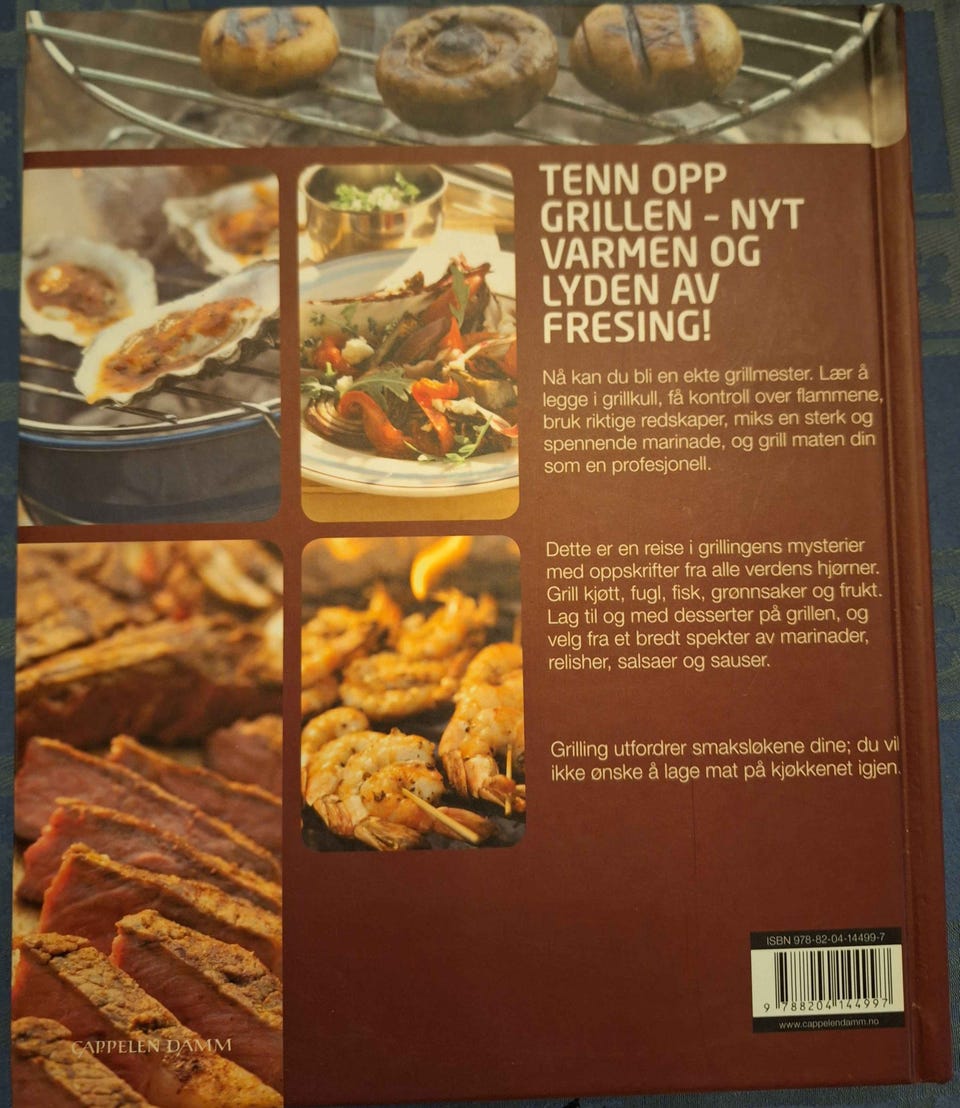 TENN OPP
GRILLEN – NYT
VARMEN OG
LYDEN AV
FRESING!
Nå kan du bli en ekte grillmester. Lær å
legge i grillkull, få kontroll over flammene,
bruk riktige redskaper, miks en sterk og
spennende marinade, og grill maten din
som en profesjonell.
Dette er en reise i grillingens mysterier
med oppskrifter fra alle verdens hjørner.
Grill kjøtt, fugl, fisk, grønnsaker og frukt.
Lag til og med desserter på grillen, og
velg fra et bredt spekter av marinader,
relisher, salsaer og sauser.
Grilling utfordrer smaksløkene dine; du vil
ikke ønske å lage mat på kjøkkenet igjen.
ISBN 978-82-04-14499-7
9 788204 144997
www.cappelendamm.no
CAPPELEN DAMM